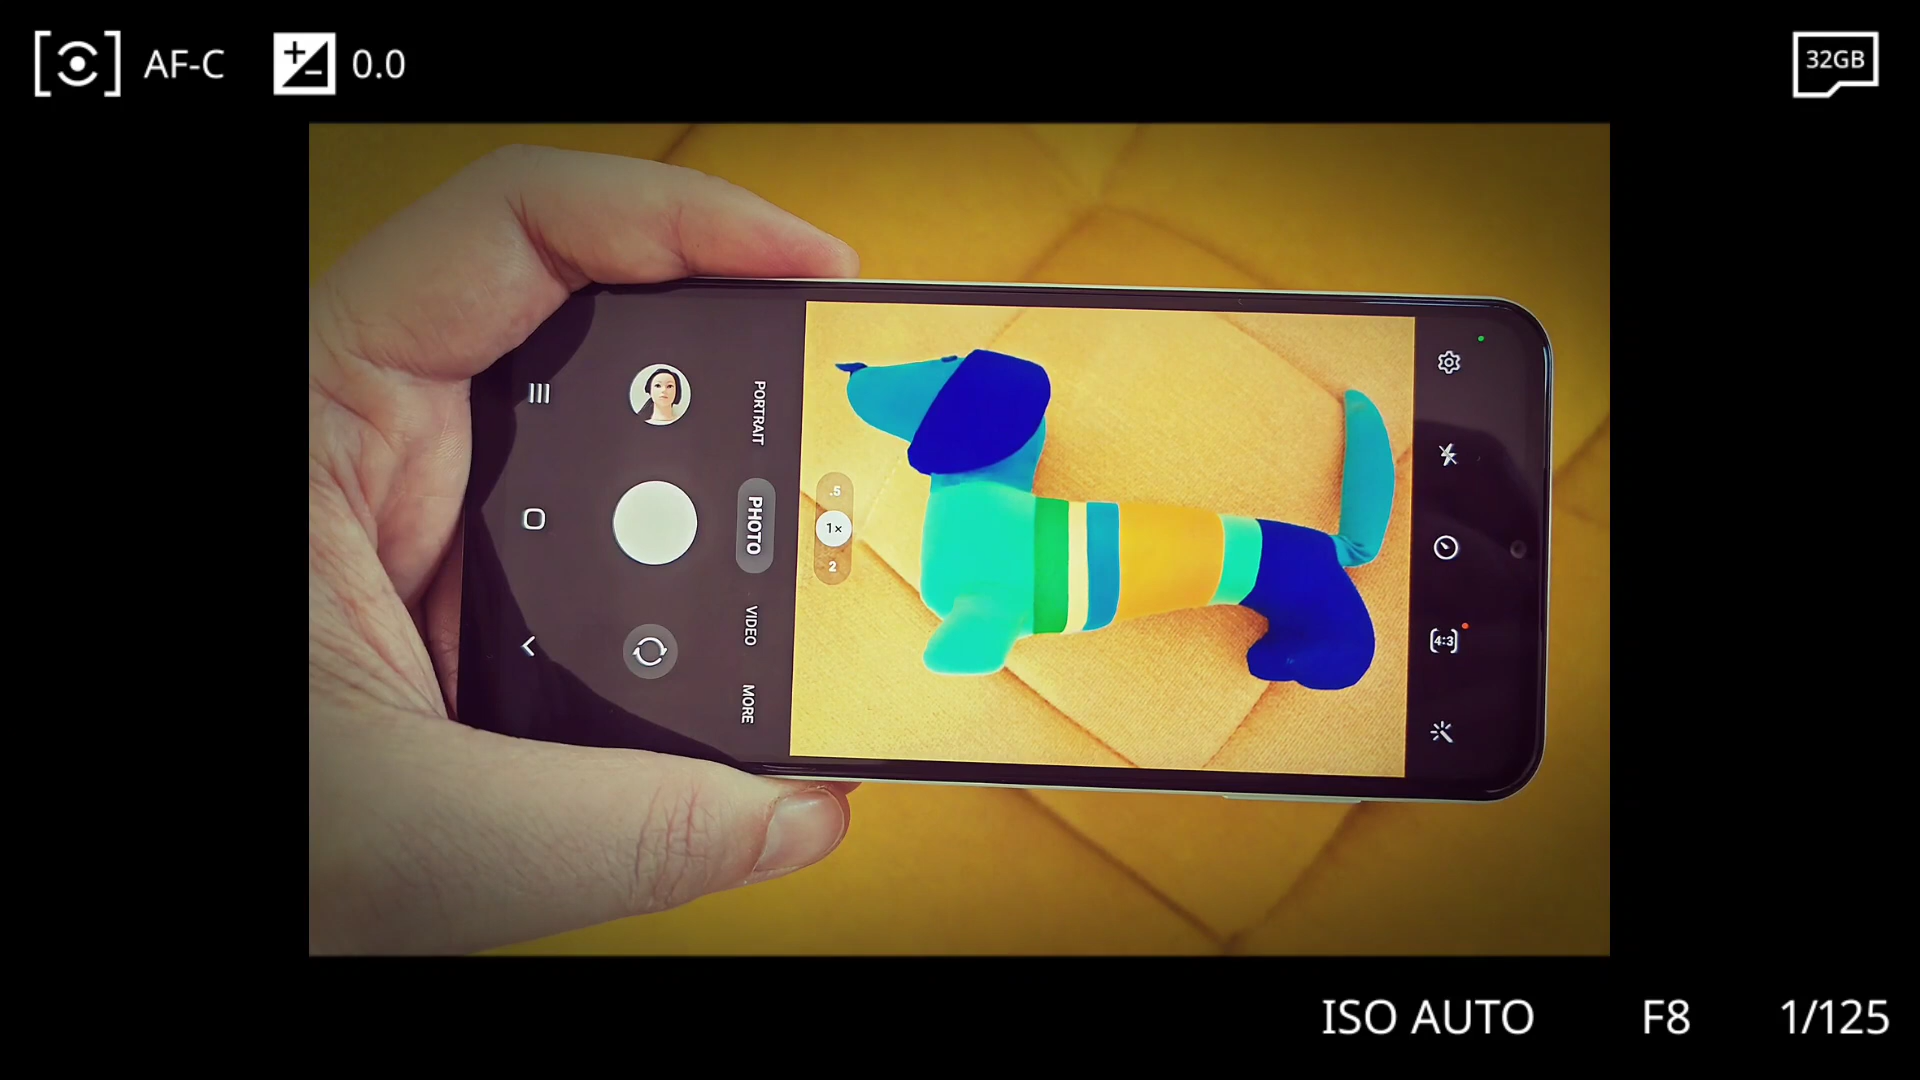 AF-C
0.0
32GB
PORTRAIT
PHOTO
VIDEO
MORE
.5
1×
2
4:3
ISO AUTO
F8
1/125